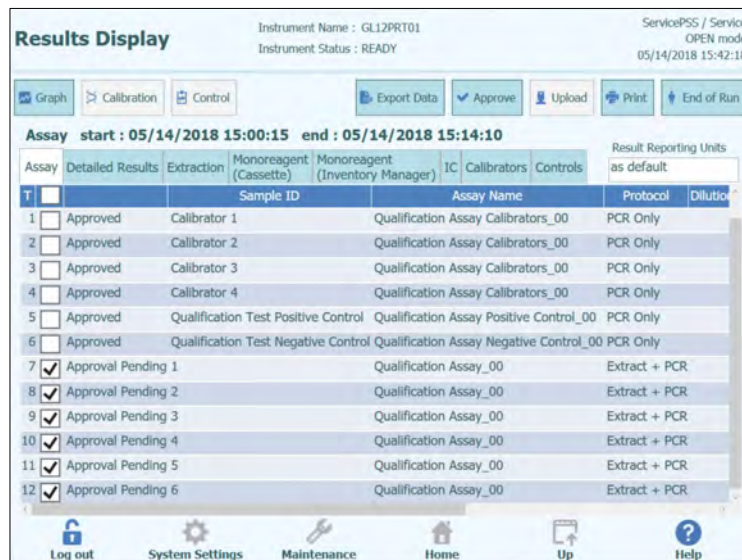 Results Display
Instrument Name : GL12PRT01
Instrument Status : READY
ServicePSS / Service
OPEN mode
05/14/2018 15:42:18
Graph Calibration Control Export Data Approve Upload Print End of Run
Assay start : 05/14/2018 15:00:15 end : 05/14/2018 15:14:10
Result Reporting Units
as default
Assay Detailed Results Extraction Monoreagent (Cassette) Monoreagent (Inventory Manager) IC Calibrators Controls
T Sample ID Assay Name Protocol Dilution
1 Approved Calibrator 1 Qualification Assay Calibrators_00 PCR Only
2 Approved Calibrator 2 Qualification Assay Calibrators_00 PCR Only
3 Approved Calibrator 3 Qualification Assay Calibrators_00 PCR Only
4 Approved Calibrator 4 Qualification Assay Calibrators_00 PCR Only
5 Approved Qualification Test Positive Control Qualification Assay Positive Control_00 PCR Only
6 Approved Qualification Test Negative Control Qualification Assay Negative Control_00 PCR Only
7 Approval Pending 1 Qualification Assay_00 Extract + PCR
8 Approval Pending 2 Qualification Assay_00 Extract + PCR
9 Approval Pending 3 Qualification Assay_00 Extract + PCR
10 Approval Pending 4 Qualification Assay_00 Extract + PCR
11 Approval Pending 5 Qualification Assay_00 Extract + PCR
12 Approval Pending 6 Qualification Assay_00 Extract + PCR
Log out System Settings Maintenance Home Up Help